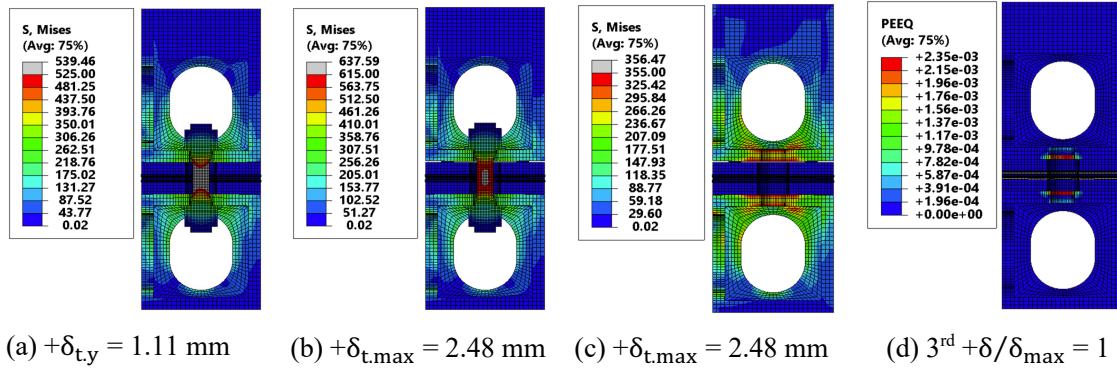 S, Mises
(Avg: 75%)
539.46
525.00
481.25
437.50
393.76
350.01
306.26
262.51
218.76
175.02
131.27
87.52
43.77
0.02
S, Mises
(Avg: 75%)
637.59
615.00
563.75
512.50
461.26
410.01
358.76
307.51
256.26
205.01
153.77
102.52
51.27
0.02
S, Mises
(Avg: 75%)
356.47
355.00
325.42
295.84
266.26
236.67
207.09
177.51
147.93
118.35
88.77
59.18
29.60
0.02
PEEQ
(Avg: 75%)
+2.35e-03
+2.15e-03
+1.96e-03
+1.76e-03
+1.56e-03
+1.37e-03
+1.17e-03
+9.78e-04
+7.82e-04
+5.87e-04
+3.91e-04
+1.96e-04
+0.00e+00
(a) +δt.y = 1.11 mm
(b) +δt.max = 2.48 mm
(c) +δt.max = 2.48 mm
(d) 3rd +δ/δmax = 1